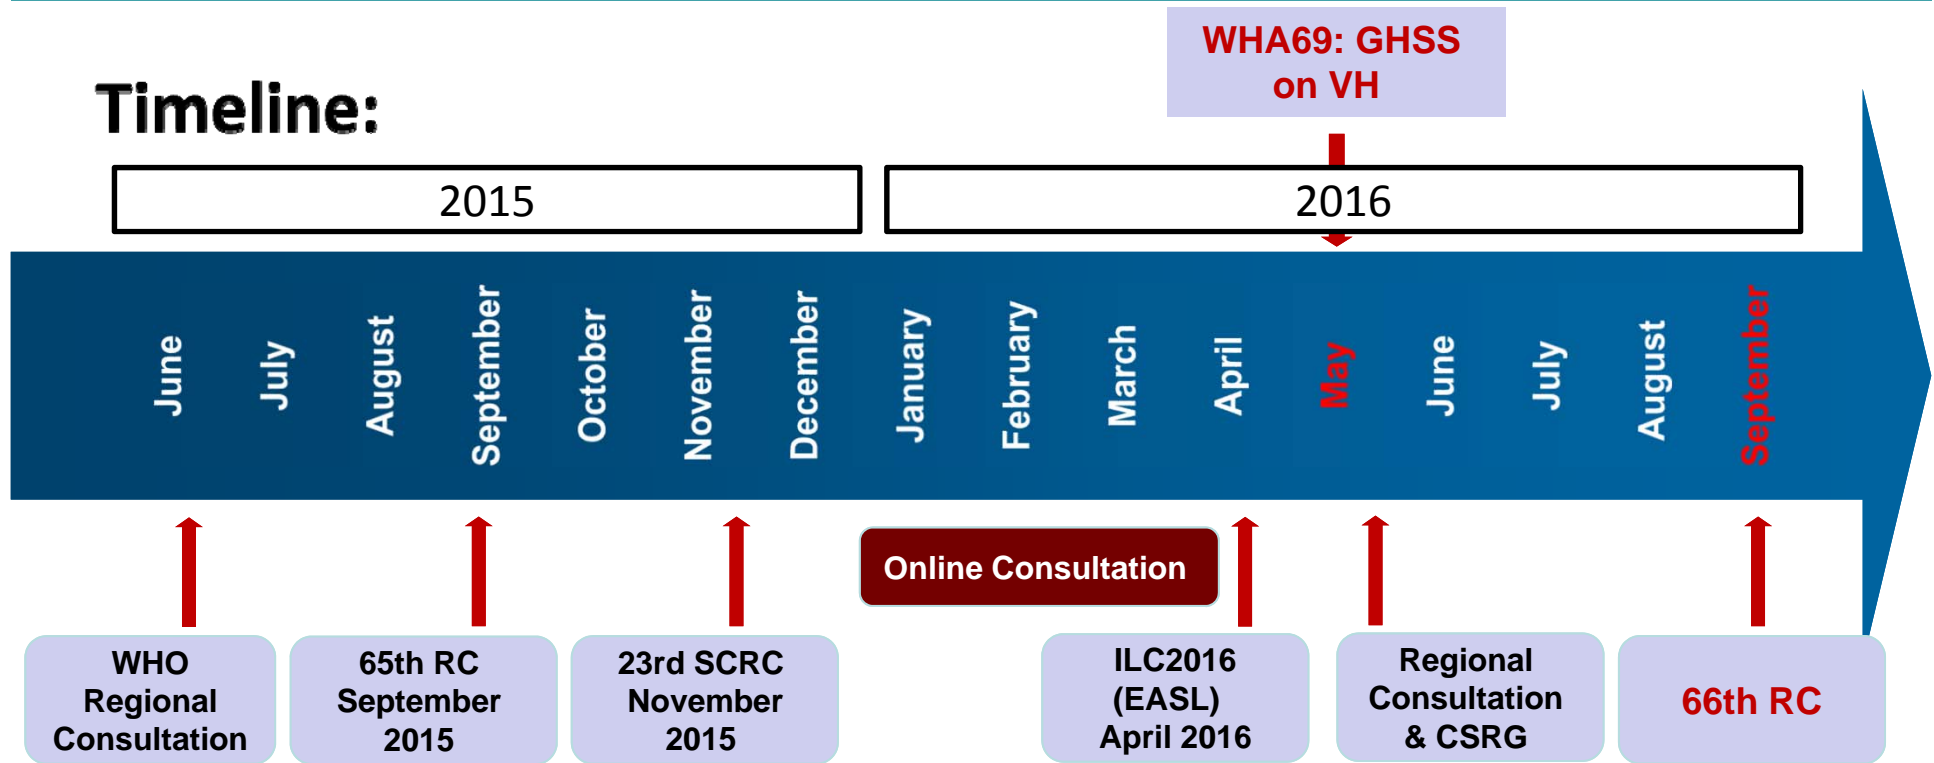 WHA69: GHSS
on VH
Timeline:
2015
2016
June
July
August
September
October
November
December
January
February
March
April
May
June
July
August
September
Online Consultation
WHO
Regional
Consultation
65th RC
September
2015
23rd SCRC
November
2015
ILC2016
(EASL)
April 2016
Regional
Consultation
& CSRG
66th RC